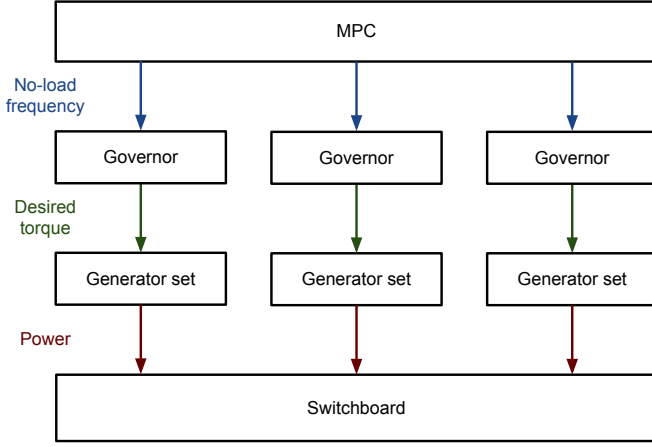 MPC
No-load
frequency
Governor Governor Governor
Desired
torque
Generator set Generator set Generator set
Power
Switchboard